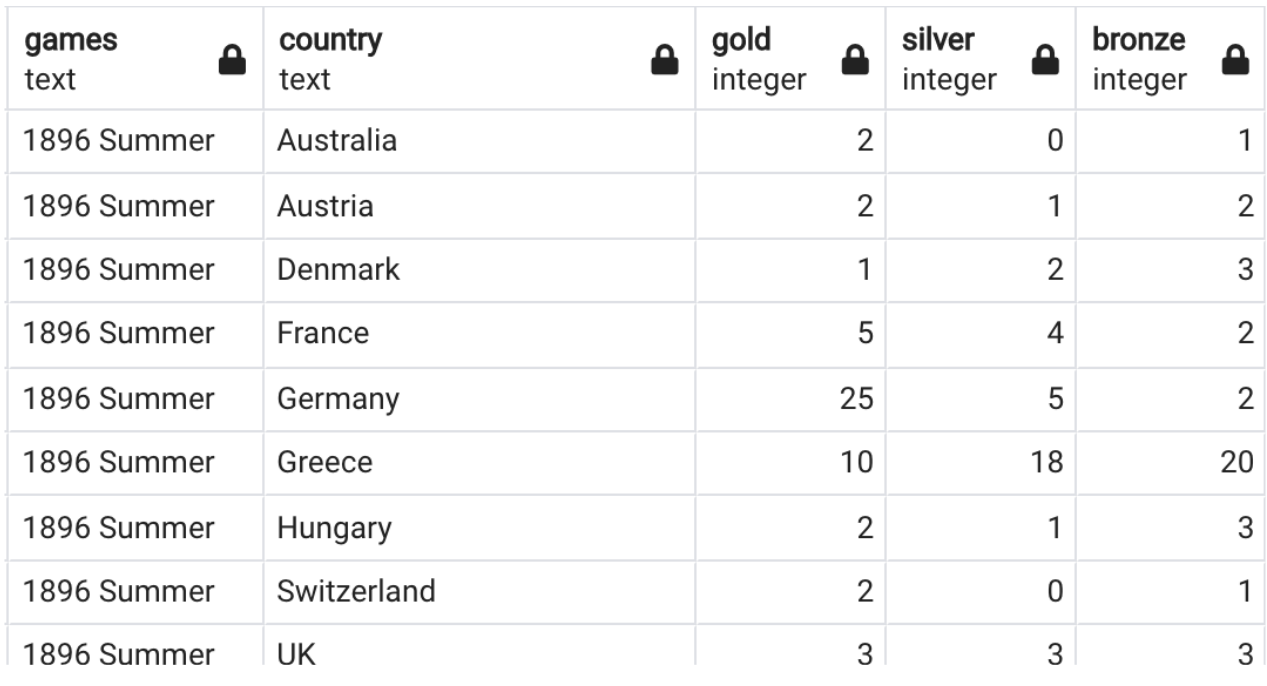 games country gold silver bronze
text text integer integer integer
1896 Summer Australia 2 0 1
1896 Summer Austria 2 1 2
1896 Summer Denmark 1 2 3
1896 Summer France 5 4 2
1896 Summer Germany 25 5 2
1896 Summer Greece 10 18 20
1896 Summer Hungary 2 1 3
1896 Summer Switzerland 2 0 1
1896 Summer UK 3 3 3